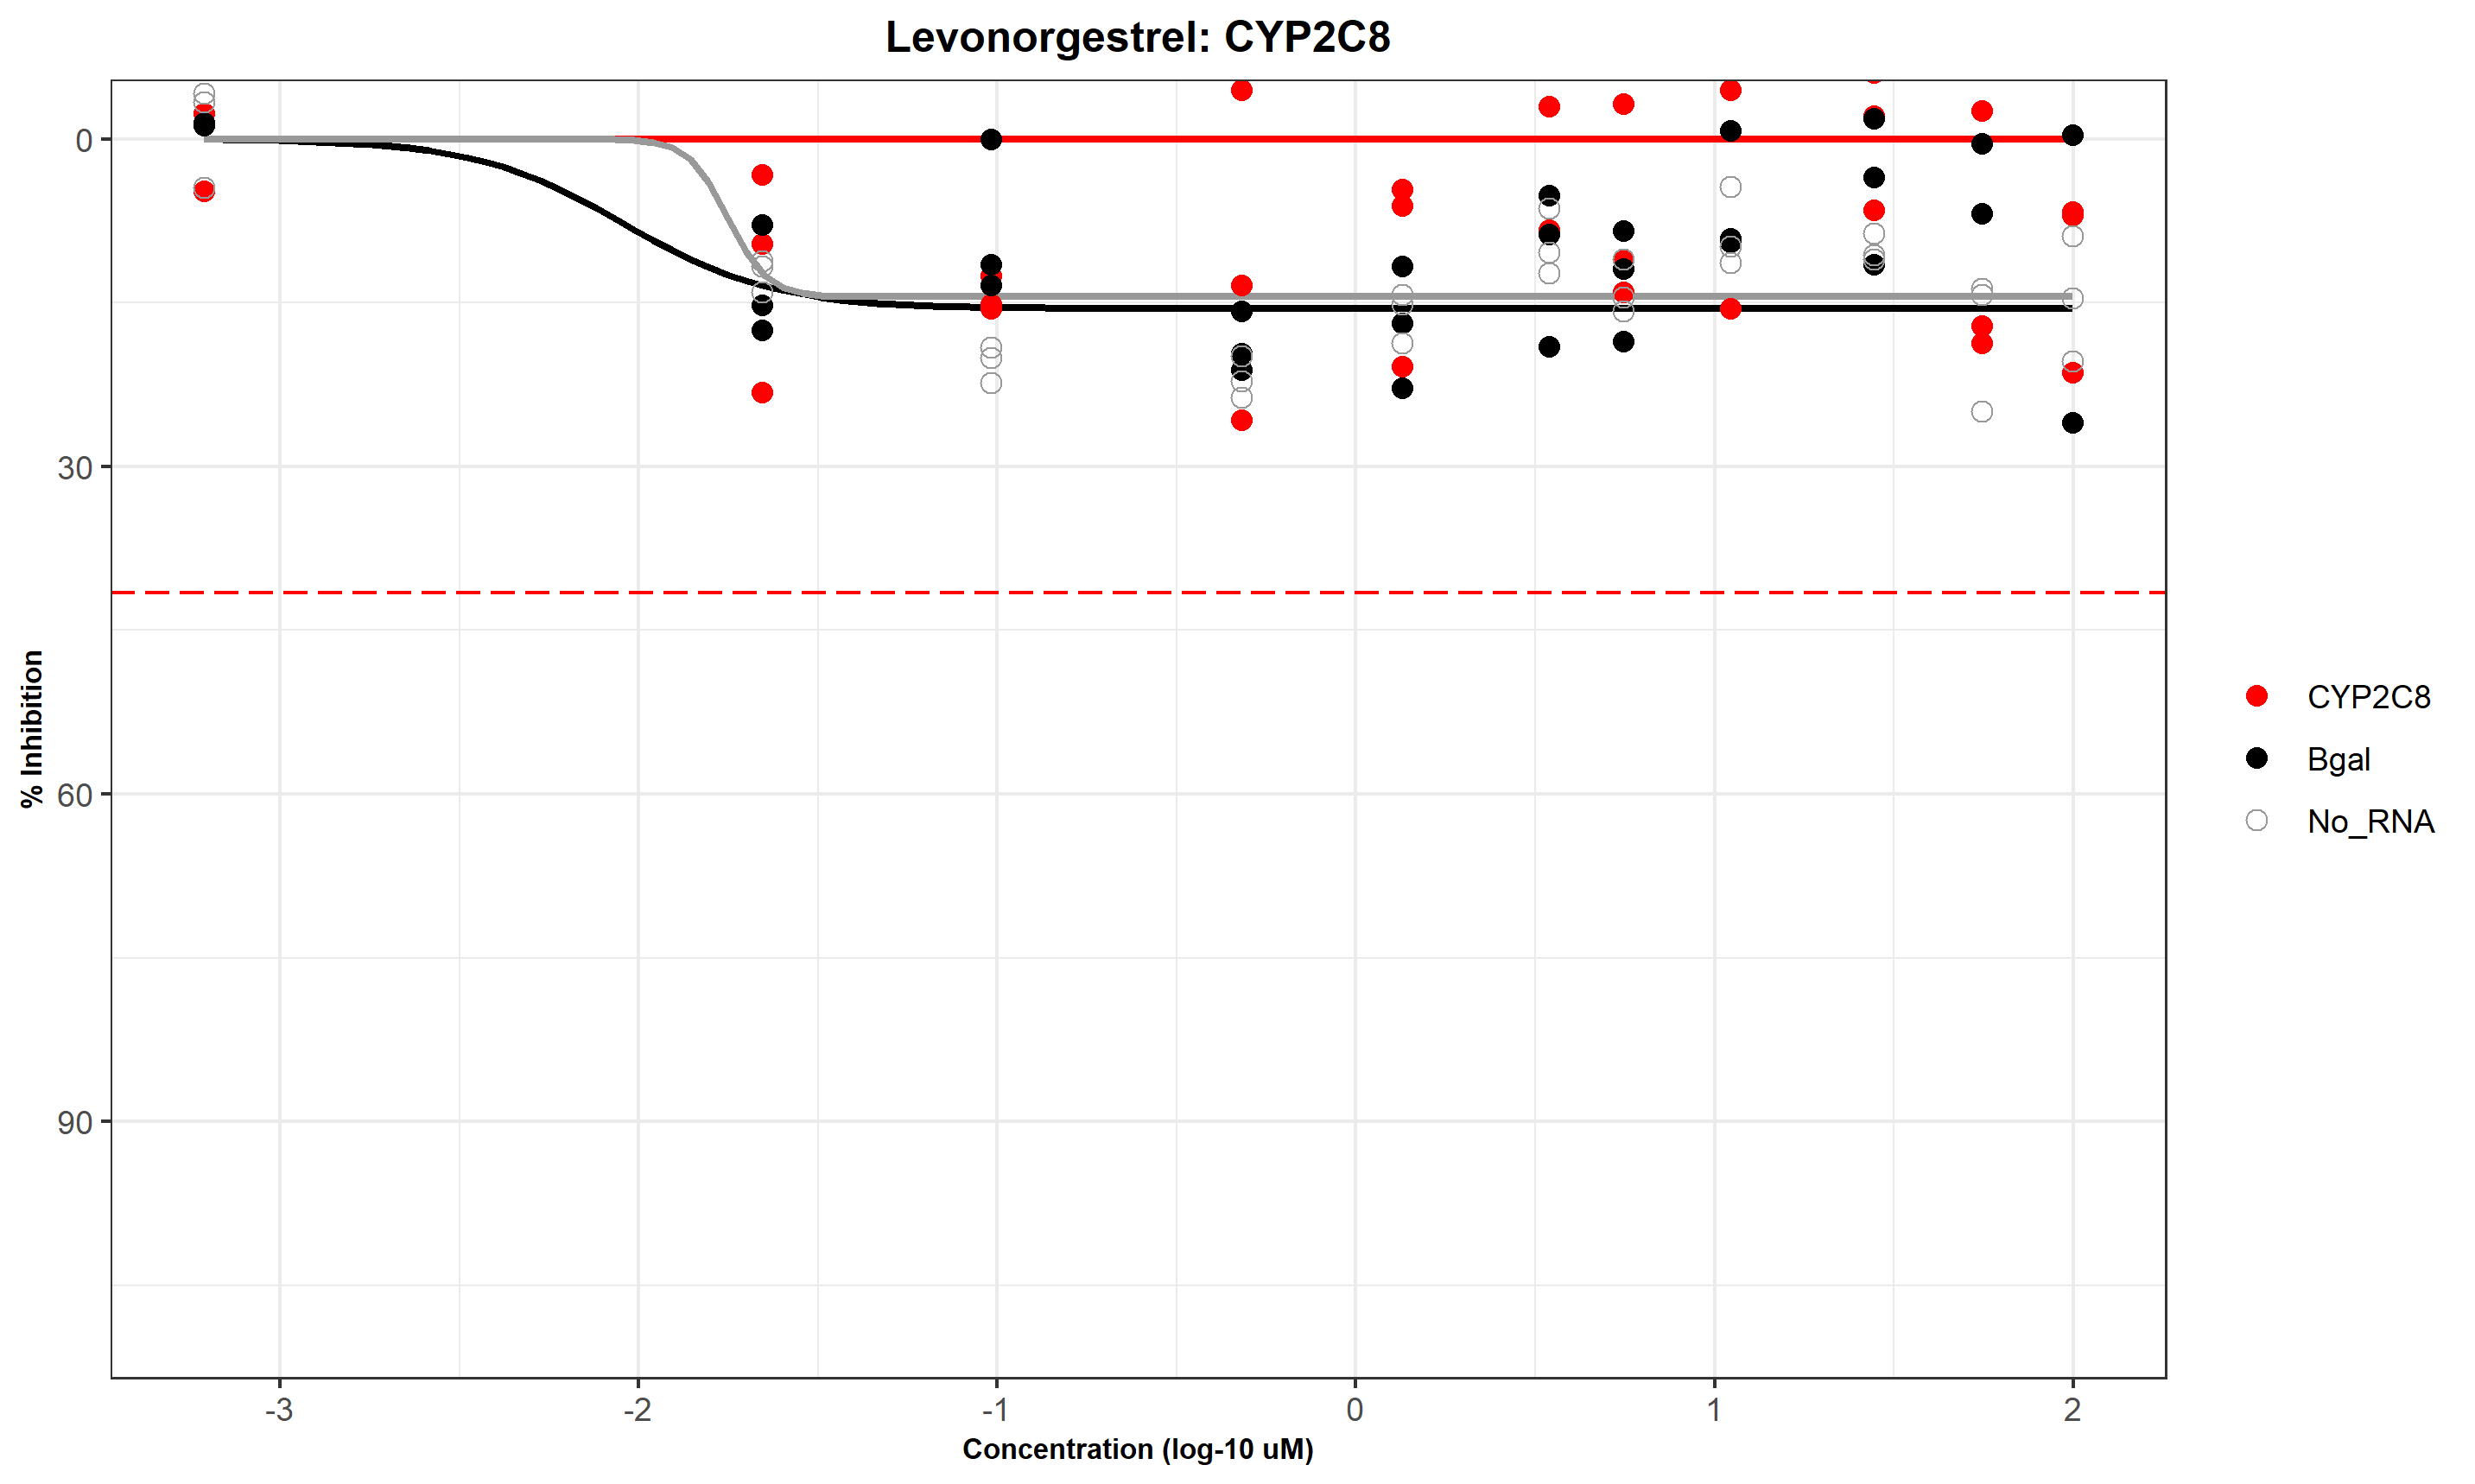 Levonorgestrel: CYP2C8
0
30
60
90
% Inhibition
-3
-2
-1
0
1
2
Concentration (log-10 uM)
CYP2C8
Bgal
No_RNA